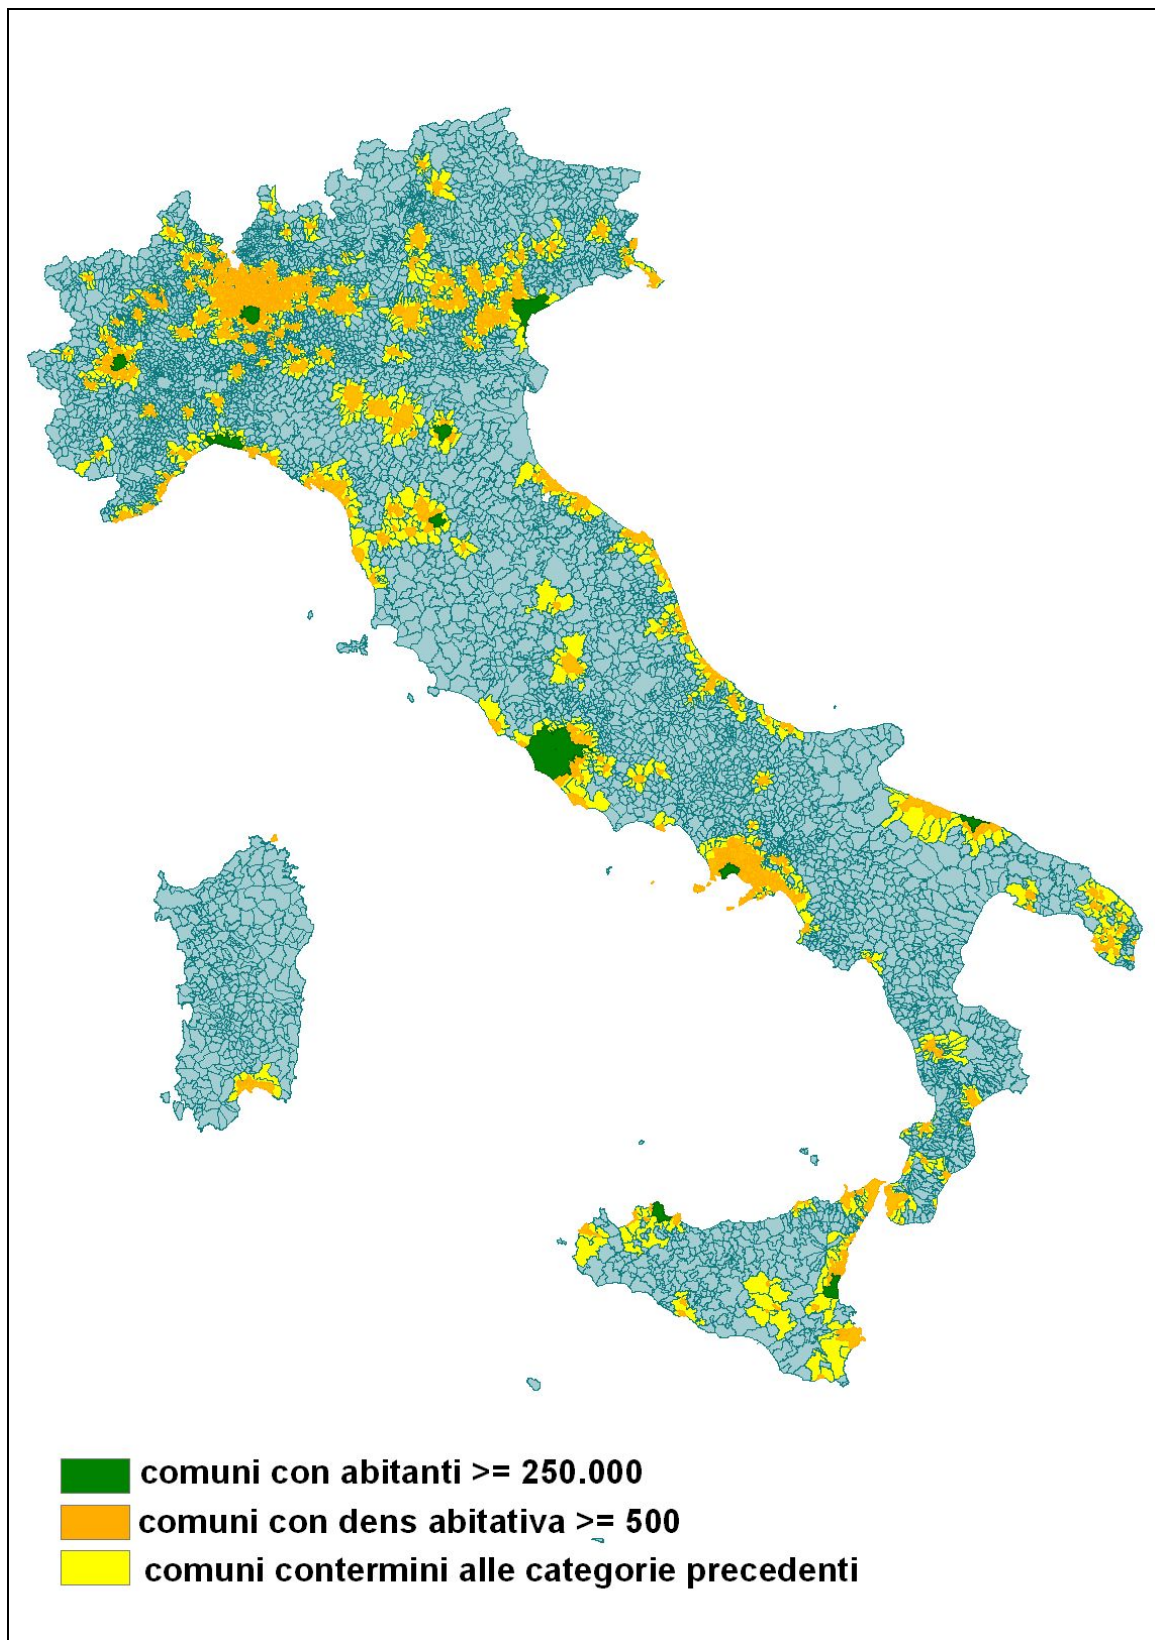 comuni con abitanti >= 250.000
comuni con dens abitativa >= 500
comuni contermini alle categorie precedenti